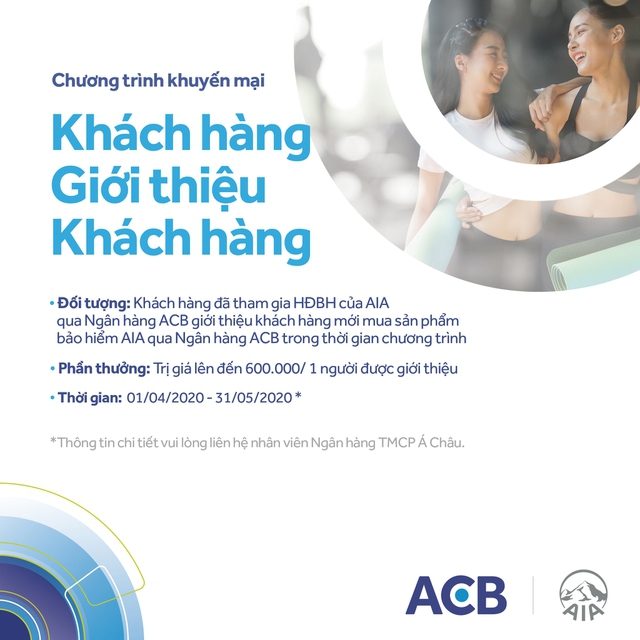 Chương trình khuyến mại
Khách hàng
Giới thiệu
Khách hàng
• Đối tượng: Khách hàng đã tham gia HĐBH của AIA
qua Ngân hàng ACB giới thiệu khách hàng mới mua sản phẩm
bảo hiểm AIA qua Ngân hàng ACB trong thời gian chương trình
• Phần thưởng: Trị giá lên đến 600.000/ 1 người được giới thiệu
• Thời gian: 01/04/2020 - 31/05/2020 *
*Thông tin chi tiết vui lòng liên hệ nhân viên Ngân hàng TMCP Á Châu.
ACB
AIA